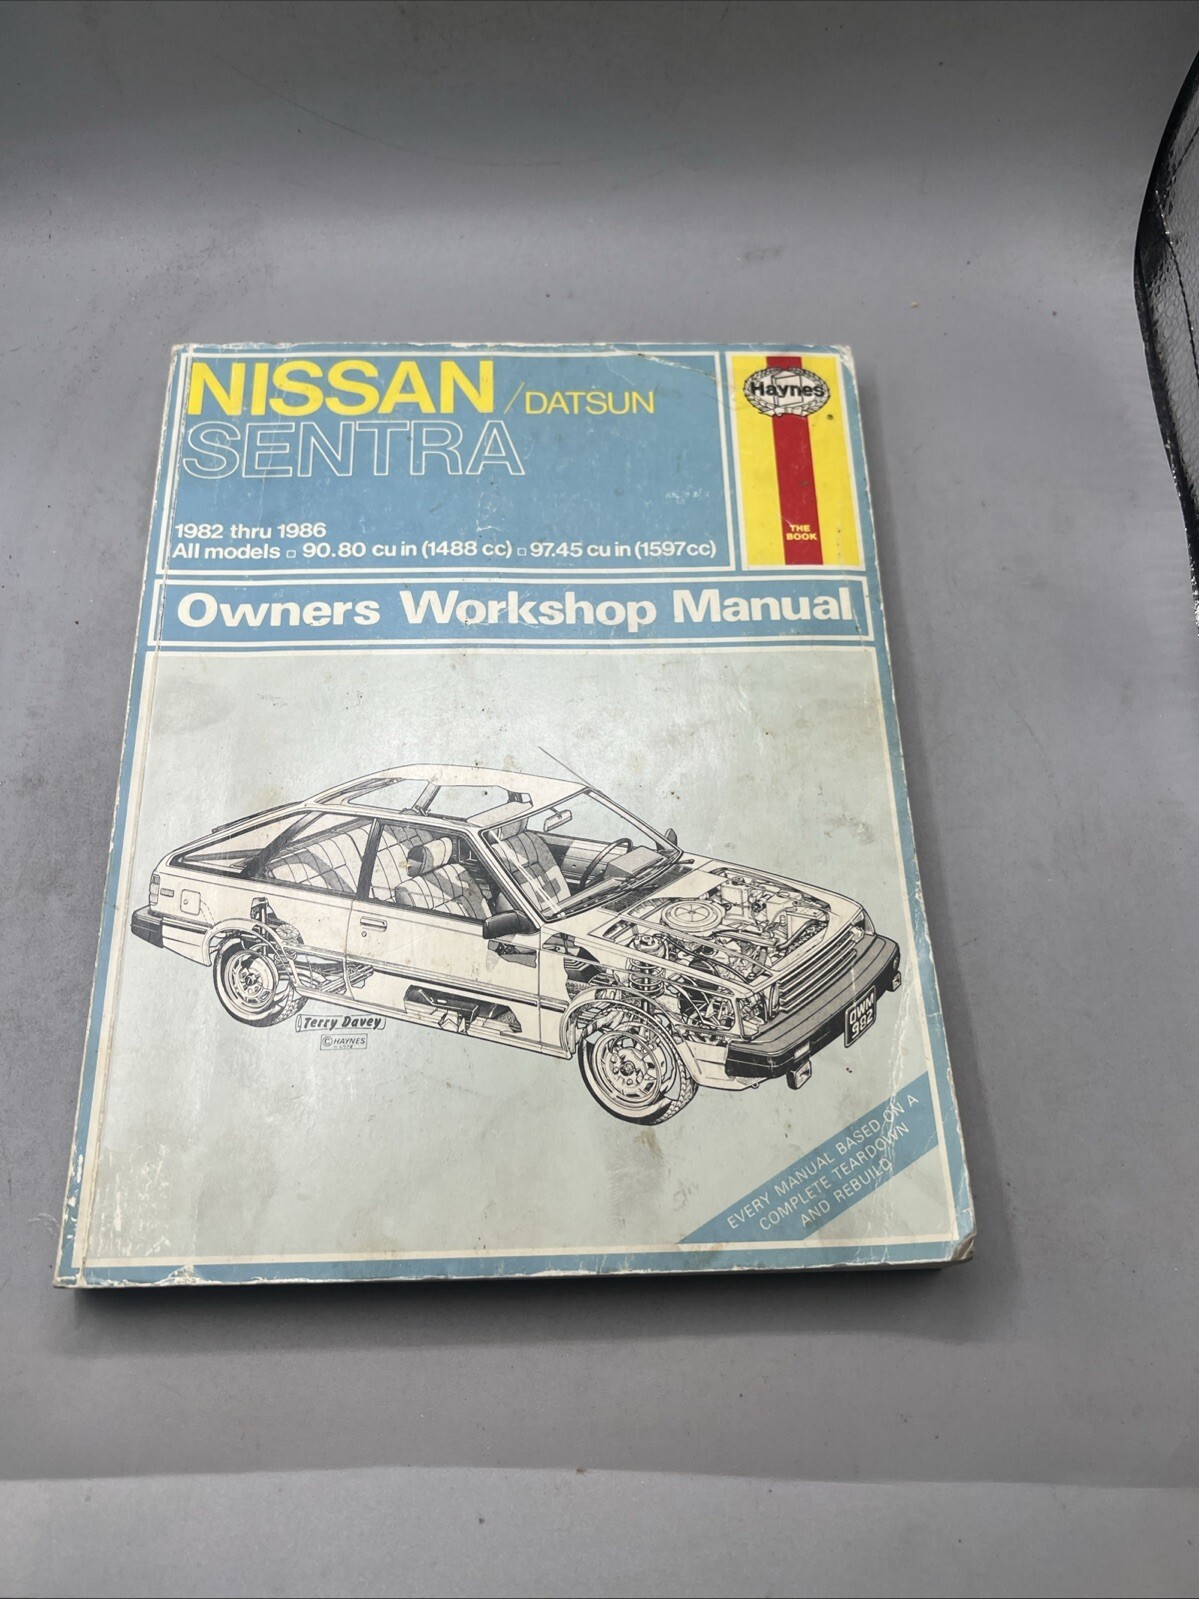 NISSAN /DATSUN
SENTRA
1982 thru 1986
All models ▫ 90.80 cu in (1488 cc) ▫ 97.45 cu in (1597cc)
Haynes
THE
BOOK
Owners Workshop Manual
Terry Davey
© HAYNES
OWM
982
EVERY MANUAL BASED ON A
COMPLETE TEARDOWN
AND REBUILD